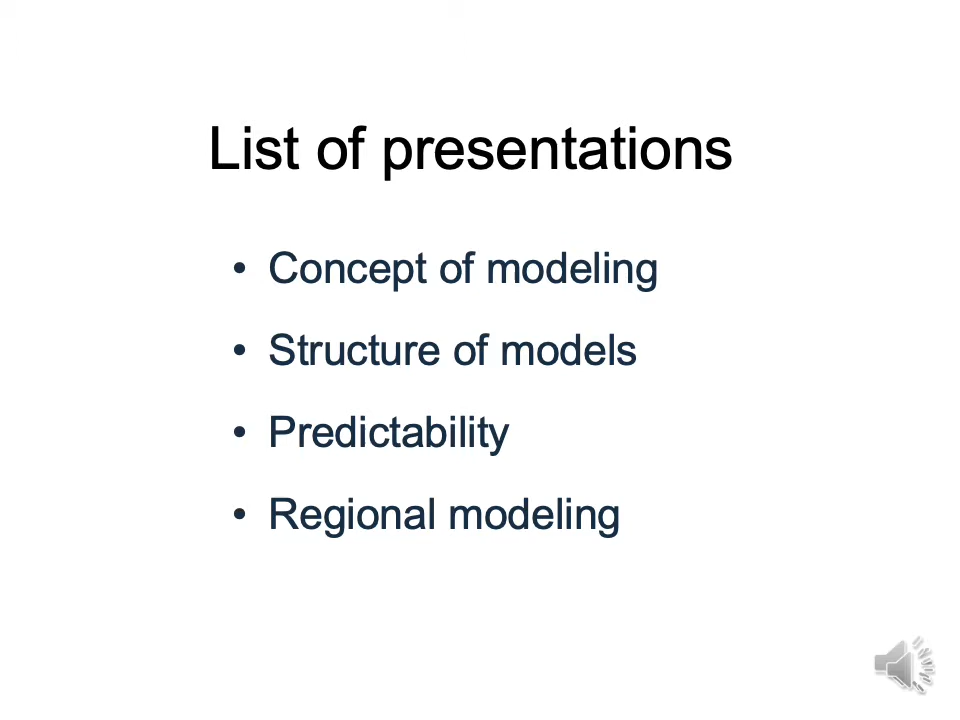 List of presentations
• Concept of modeling
• Structure of models
• Predictability
• Regional modeling